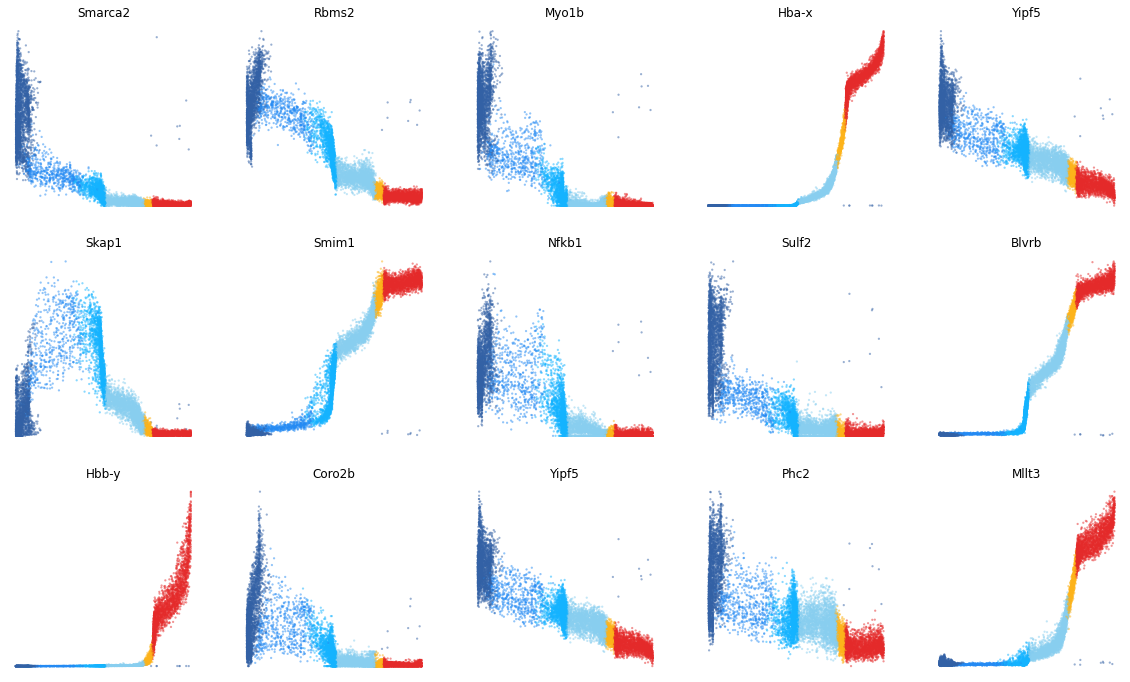 Smarca2 Rbms2 Myo1b Hba-x Yipf5
Skap1 Smim1 Nfkb1 Sulf2 Blvrb
Hbb-y Coro2b Yipf5 Phc2 Mllt3